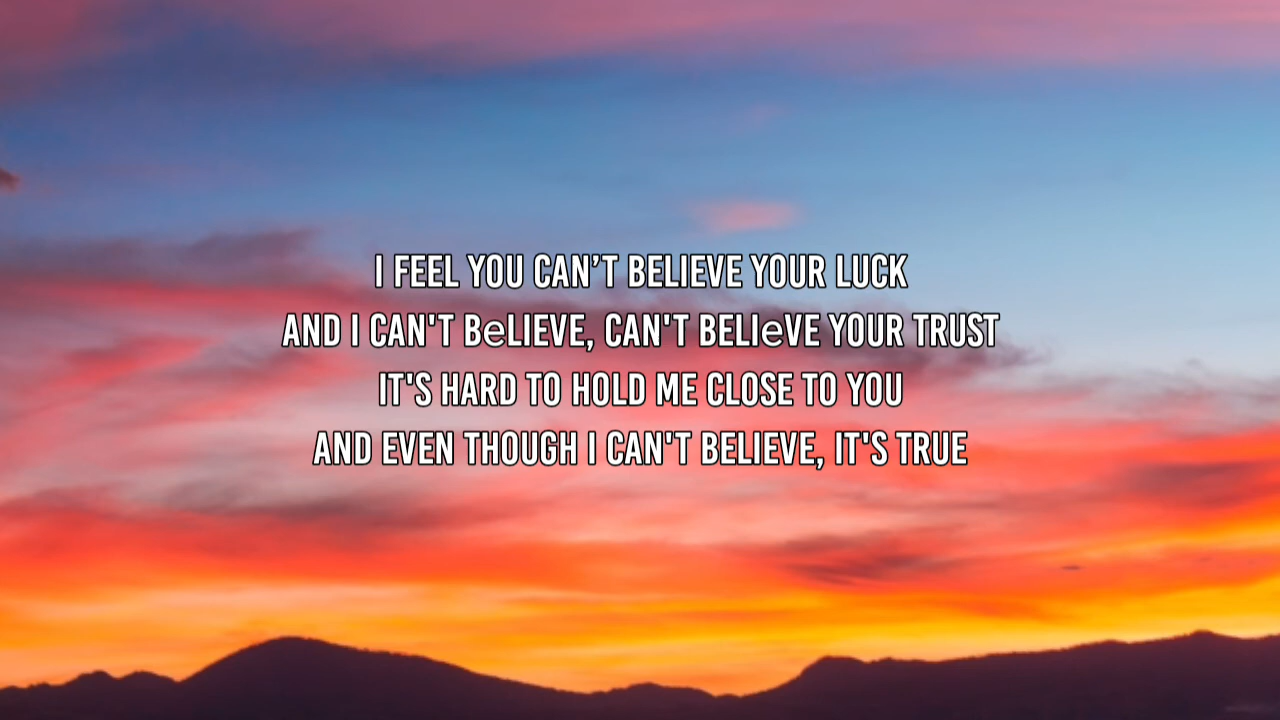 I FEEL YOU CAN’T BELIEVE YOUR LUCK
AND I CAN'T BeLIEVE, CAN'T BELIeVE YOUR TRUST
IT'S HARD TO HOLD ME CLOSE TO YOU
AND EVEN THOUGH I CAN'T BELIEVE, IT'S TRUE